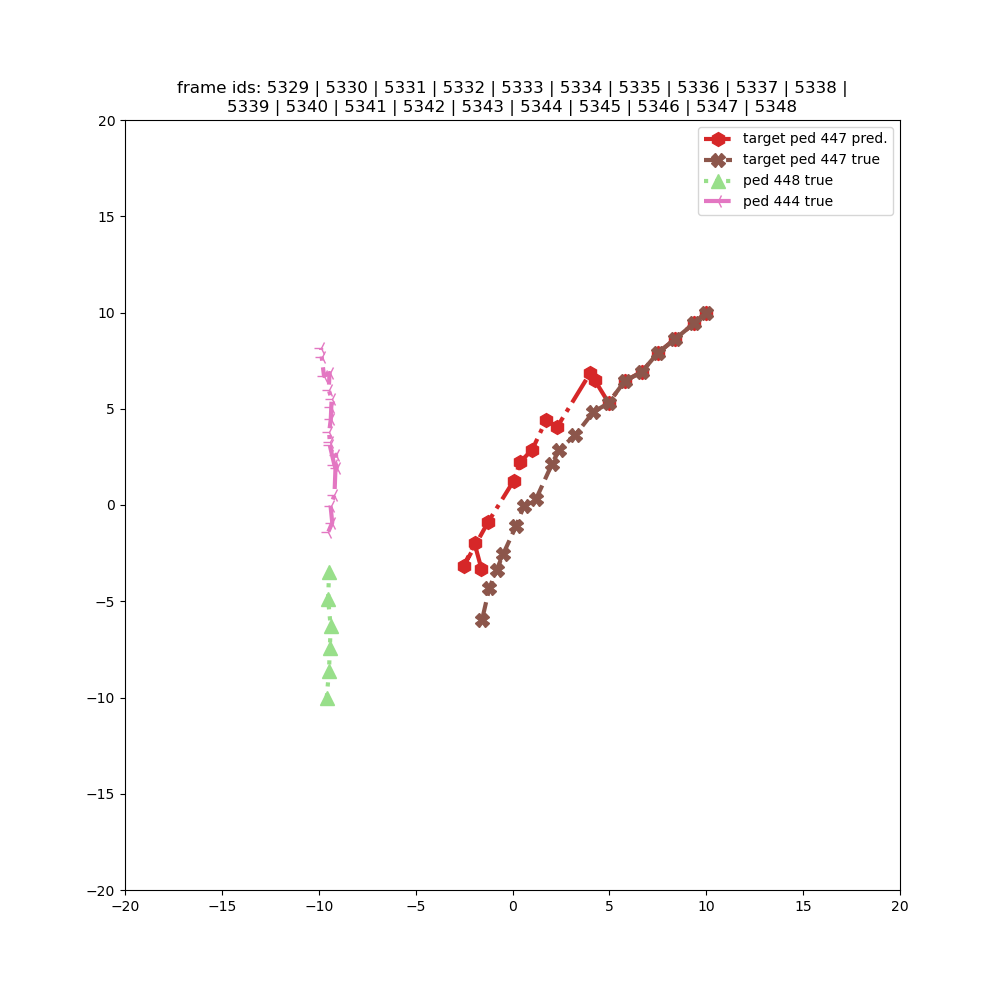 frame ids: 5329 | 5330 | 5331 | 5332 | 5333 | 5334 | 5335 | 5336 | 5337 | 5338 |
5339 | 5340 | 5341 | 5342 | 5343 | 5344 | 5345 | 5346 | 5347 | 5348
target ped 447 pred.
target ped 447 true
ped 448 true
ped 444 true
20
15
10
5
0
−5
−10
−15
−20
−20 −15 −10 −5 0 5 10 15 20